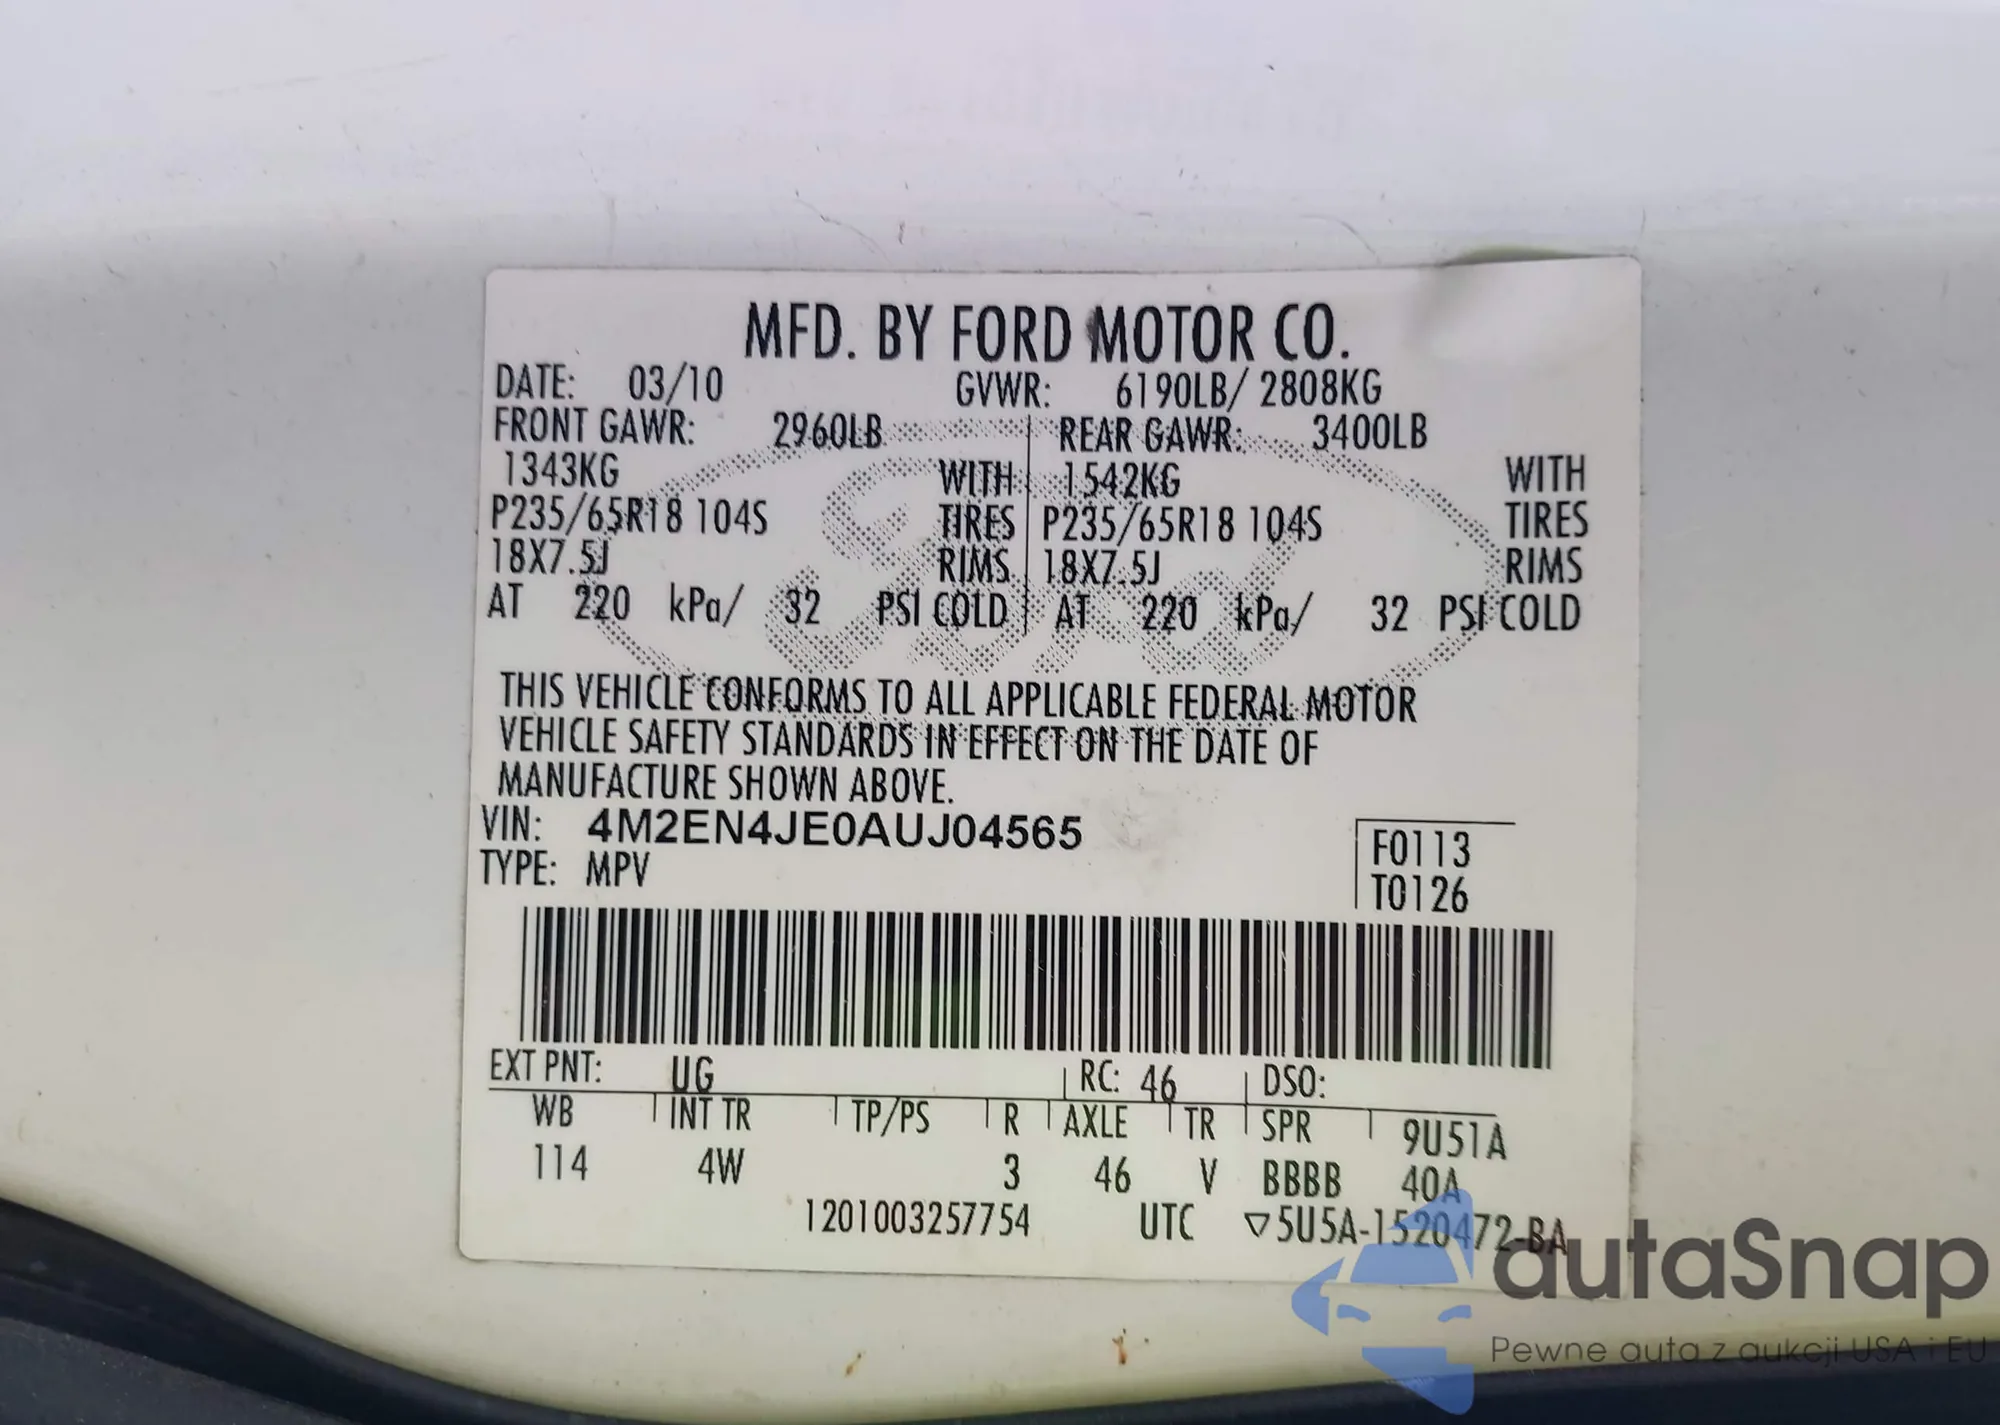 MFD. BY FORD MOTOR CO.
DATE: 03/10 GVWR: 6190LB/ 2808KG
FRONT GAWR: 2960LB REAR GAWR: 3400LB
1343KG WITH 1542KG WITH
P235/65R18 104S TIRES P235/65R18 104S TIRES
18X7.5J RIMS 18X7.5J RIMS
AT 220 kPa/ 32 PSI COLD AT 220 kPa/ 32 PSI COLD
THIS VEHICLE CONFORMS TO ALL APPLICABLE FEDERAL MOTOR
VEHICLE SAFETY STANDARDS IN EFFECT ON THE DATE OF
MANUFACTURE SHOWN ABOVE.
VIN: 4M2EN4JE0AUJ04565
TYPE: MPV
F0113
T0126
EXT PNT: UG RC: 46 DSO:
WB INT TR TP/PS R AXLE TR SPR 9U51A
114 4W 3 46 V BBBB 40A
1201003257754 UTC ▽5U5A-1520472-BA
Ford
autaSnap
Pewne auta z aukcji USA i EU